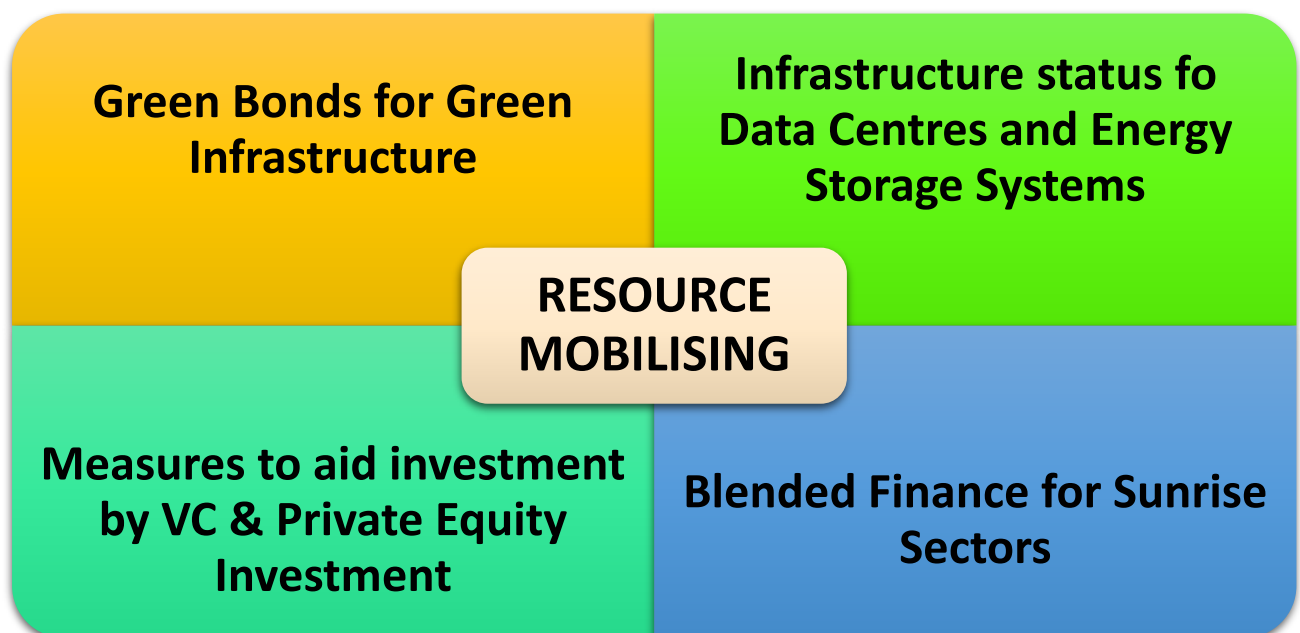 Green Bonds for Green
Infrastructure
Infrastructure status fo
Data Centres and Energy
Storage Systems
RESOURCE
MOBILISING
Measures to aid investment
by VC & Private Equity
Investment
Blended Finance for Sunrise
Sectors